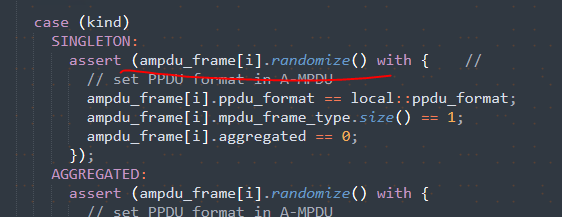 case (kind)
SINGLETON:
assert (ampdu_frame[i].randomize() with { //
// set PPDU format in A-MPDU
ampdu_frame[i].ppdu_format == local::ppdu_format;
ampdu_frame[i].mpdu_frame_type.size() == 1;
ampdu_frame[i].aggregated == 0;
});
AGGREGATED:
assert (ampdu_frame[i].randomize() with {
// set PPDU format in A-MPDU